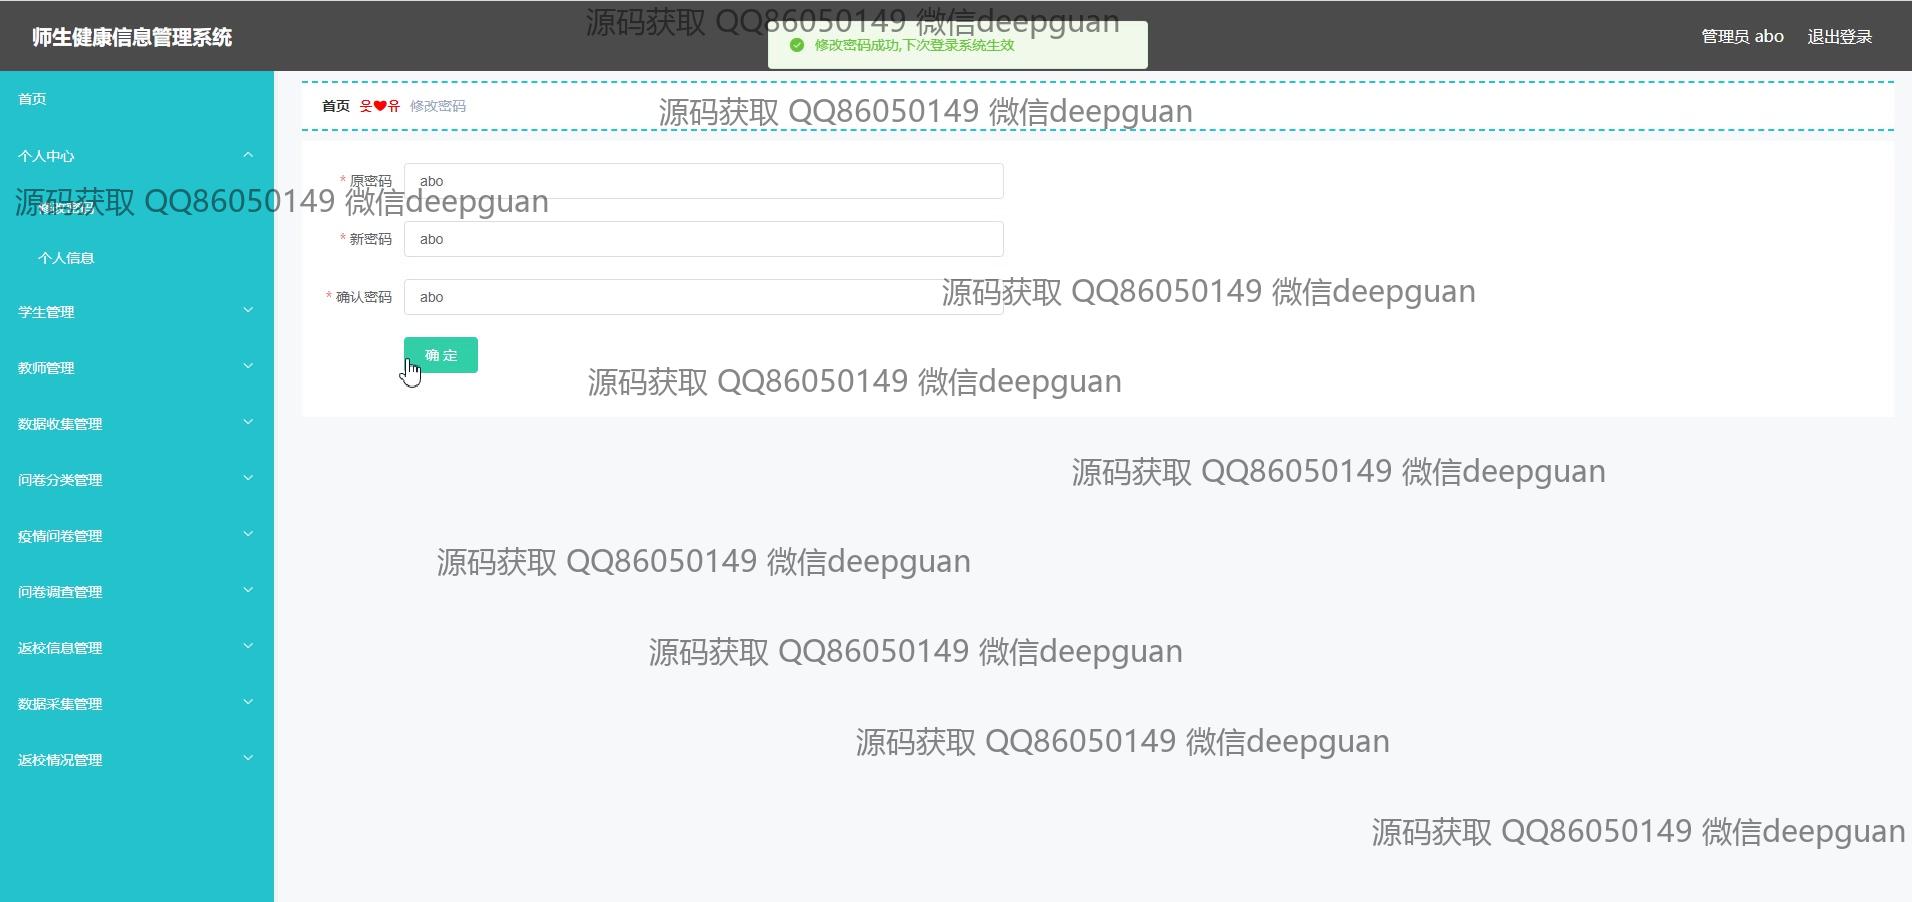 源码获取 QQ86050149 微信deepguan
师生健康信息管理系统
修改密码成功,下次登录系统生效
管理员 abo 退出登录
首页
首页 웃❤유 修改密码
源码获取 QQ86050149 微信deepguan
个人中心
* 原密码 abo
源码获取 QQ86050149 微信deepguan
修改密码
* 新密码 abo
个人信息
* 确认密码 abo
源码获取 QQ86050149 微信deepguan
学生管理
确 定
教师管理
源码获取 QQ86050149 微信deepguan
数据收集管理
源码获取 QQ86050149 微信deepguan
问卷分类管理
疫情问卷管理
源码获取 QQ86050149 微信deepguan
问卷调查管理
返校信息管理
源码获取 QQ86050149 微信deepguan
数据采集管理
源码获取 QQ86050149 微信deepguan
返校情况管理
源码获取 QQ86050149 微信deepguan